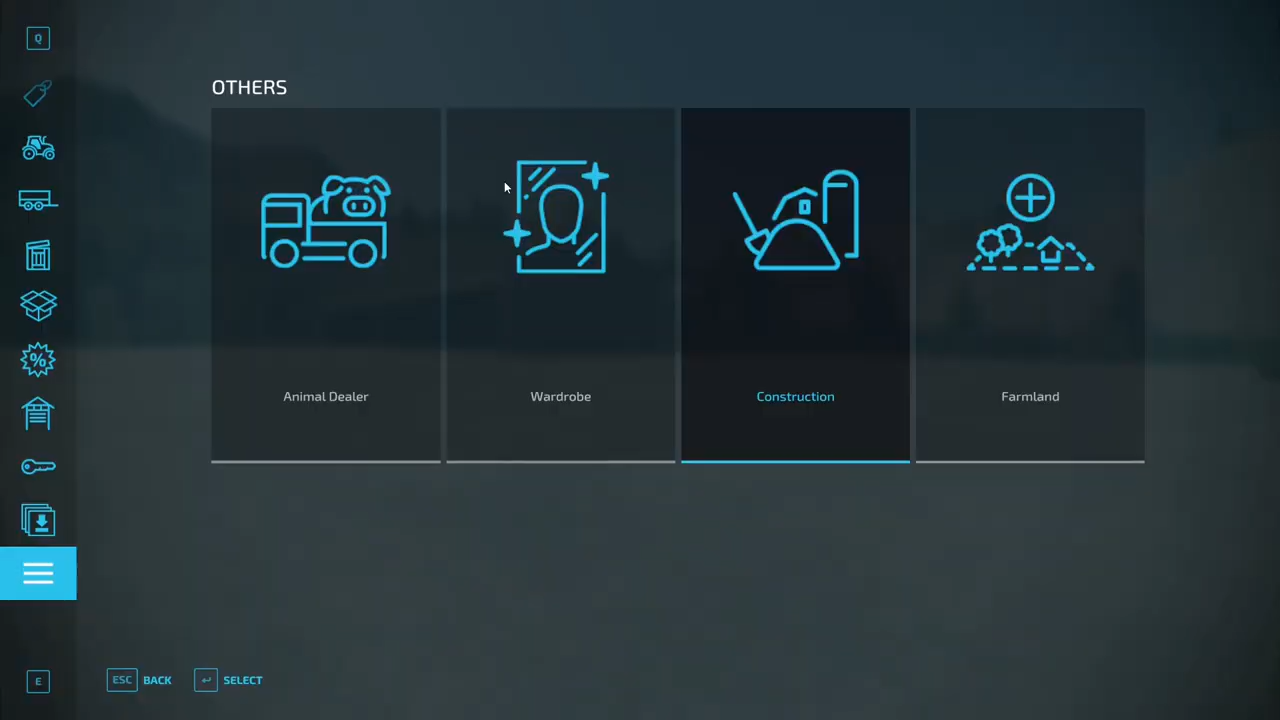 Q
OTHERS
%
Animal Dealer
Wardrobe
Construction
Farmland
E
ESC BACK
SELECT